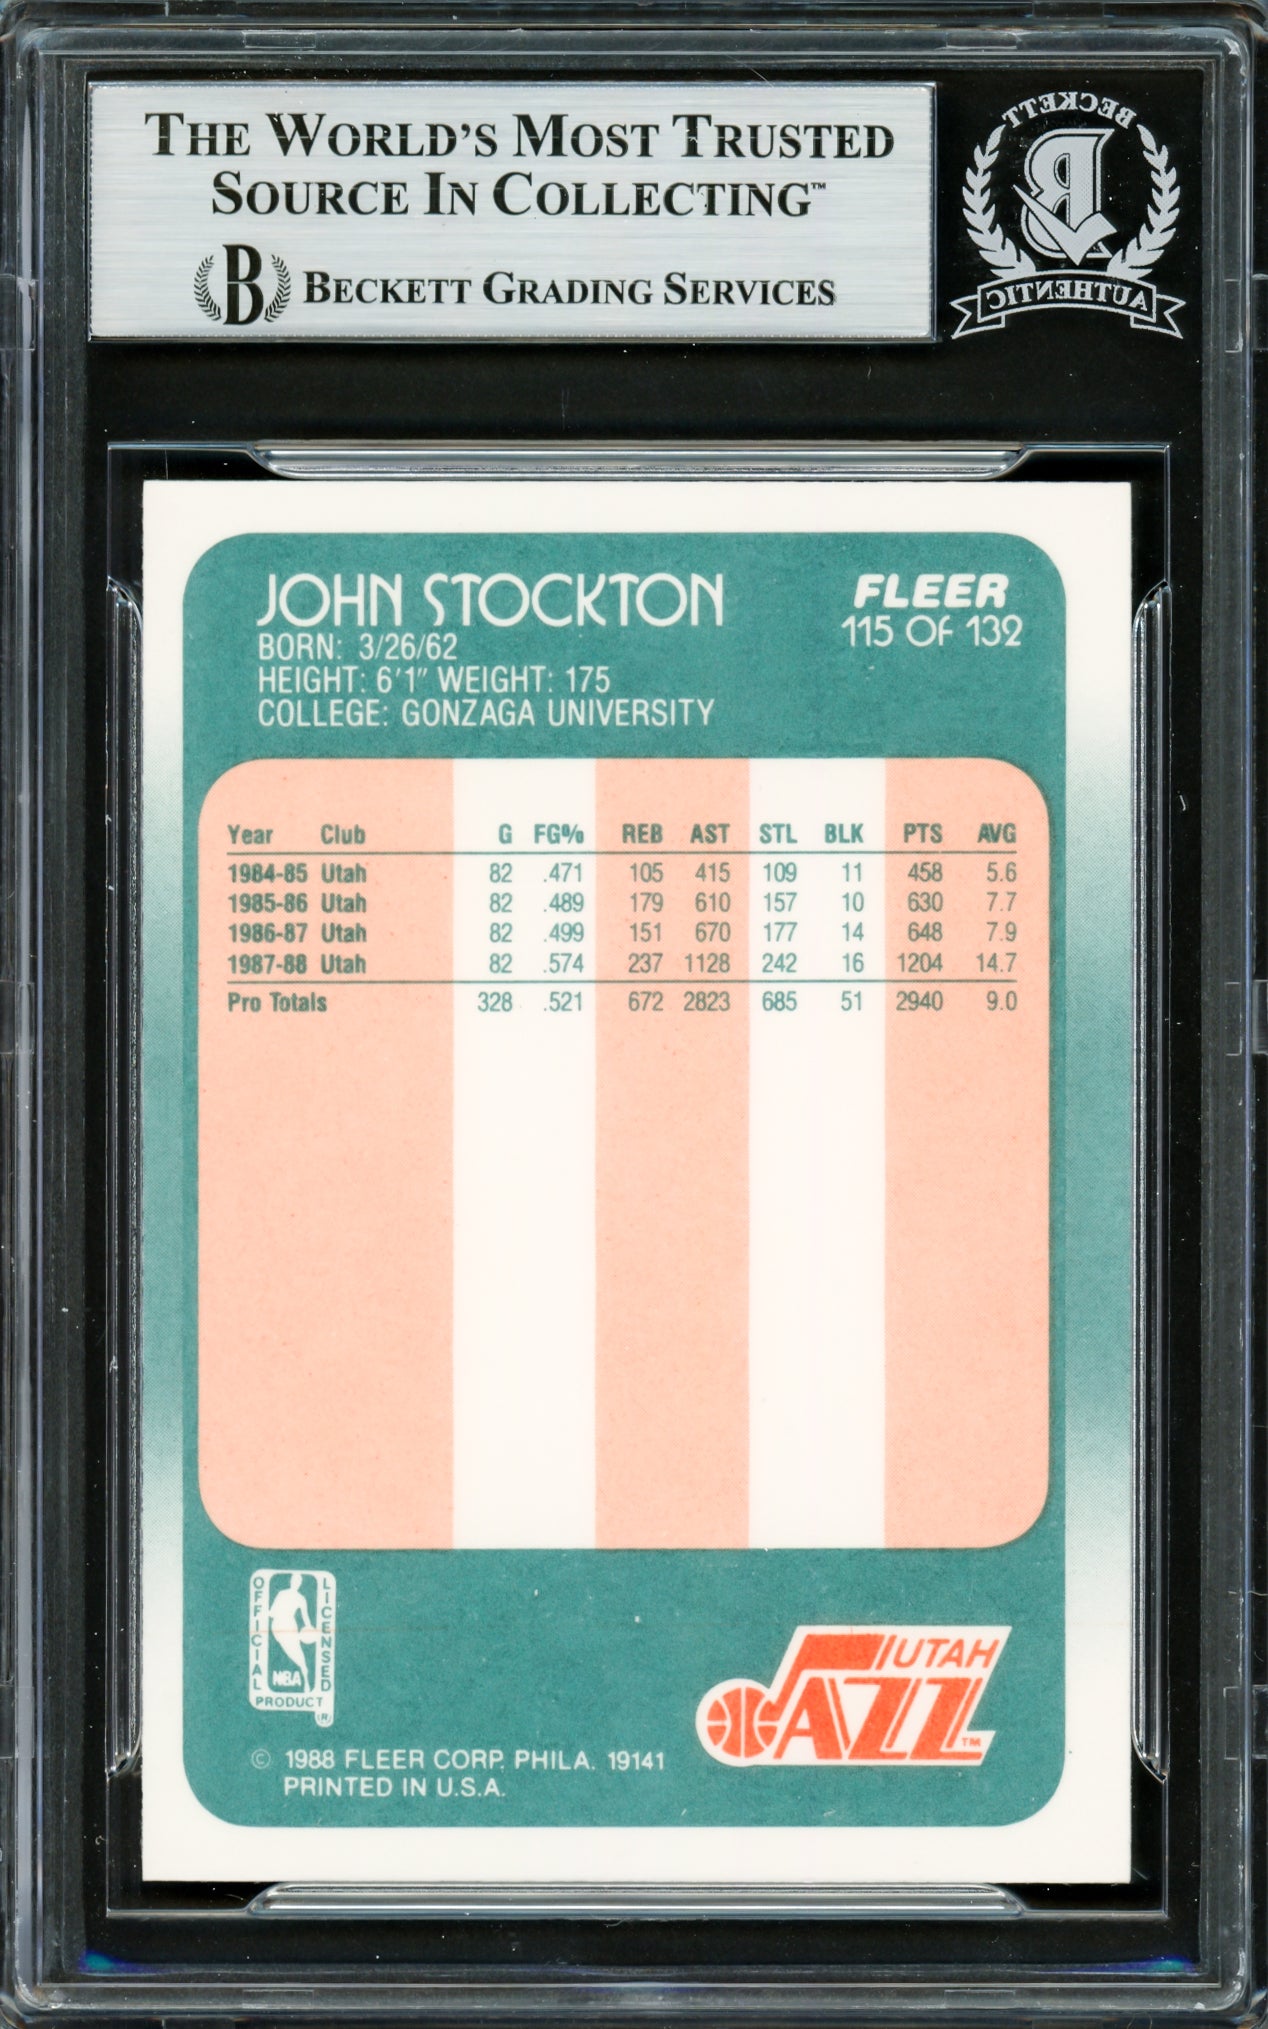 THE WORLD'S MOST TRUSTED
SOURCE IN COLLECTING™
B BECKETT GRADING SERVICES
BECKETT
B
AUTHENTIC
JOHN STOCKTON
BORN: 3/26/62
HEIGHT: 6'1" WEIGHT: 175
COLLEGE: GONZAGA UNIVERSITY
FLEER
115 OF 132
Year Club G FG% REB AST STL BLK PTS AVG
1984-85 Utah 82 .471 105 415 109 11 458 5.6
1985-86 Utah 82 .489 179 610 157 10 630 7.7
1986-87 Utah 82 .499 151 670 177 14 648 7.9
1987-88 Utah 82 .574 237 1128 242 16 1204 14.7
Pro Totals 328 .521 672 2823 685 51 2940 9.0
OFFICIAL
LICENSED
NBA
PRODUCT
®
UTAH
JAZZ™
© 1988 FLEER CORP. PHILA. 19141
PRINTED IN U.S.A.